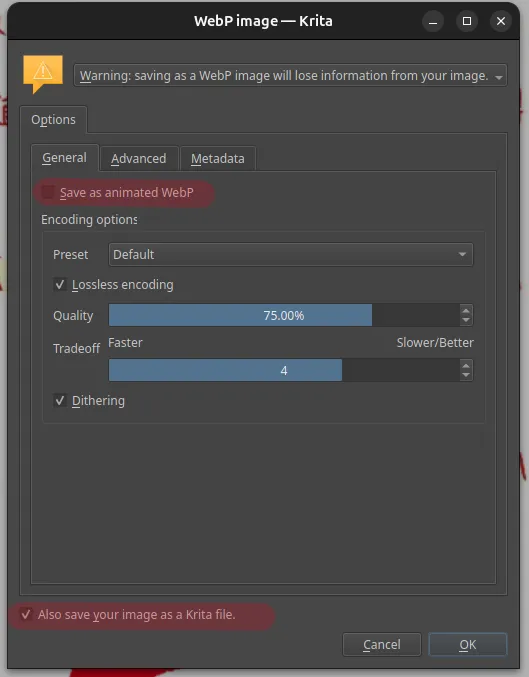 WebP image — Krita
Warning: saving as a WebP image will lose information from your image.
Options
General Advanced Metadata
Save as animated WebP
Encoding options
Preset Default
Lossless encoding
Quality 75.00%
Tradeoff Faster Slower/Better
4
Dithering
Also save your image as a Krita file.
Cancel OK